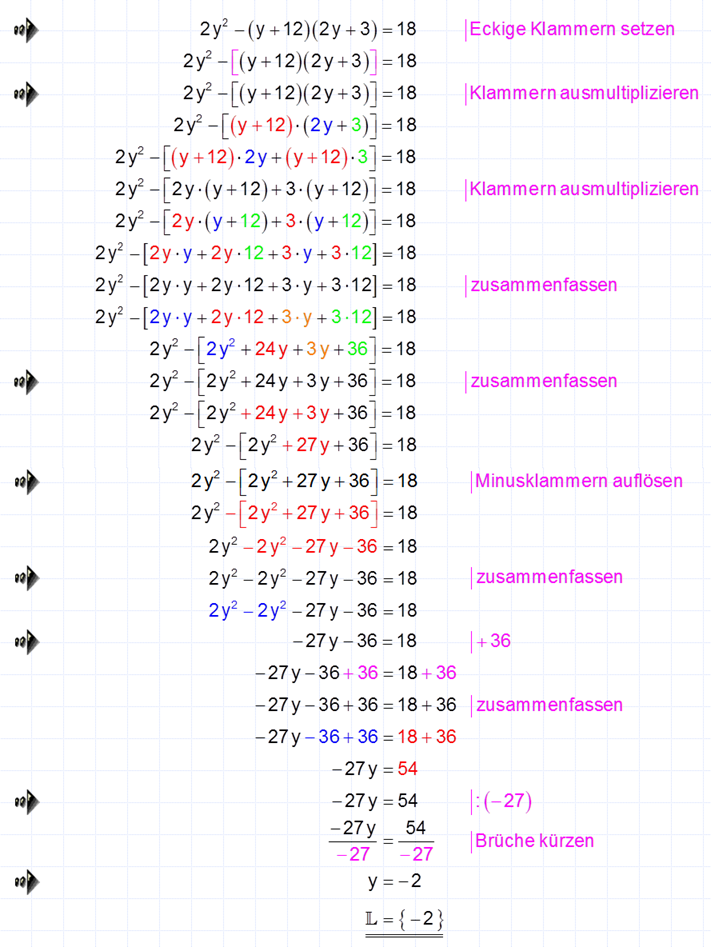 2y² − (y + 12)(2y + 3) = 18 |Eckige Klammern setzen
2y² − [(y + 12)(2y + 3)] = 18
2y² − [(y + 12)(2y + 3)] = 18 |Klammern ausmultiplizieren
2y² − [(y + 12) · (2y + 3)] = 18
2y² − [(y + 12) · 2y + (y + 12) · 3] = 18
2y² − [2y · (y + 12) + 3 · (y + 12)] = 18 |Klammern ausmultiplizieren
2y² − [2y · (y + 12) + 3 · (y + 12)] = 18
2y² − [2y · y + 2y · 12 + 3 · y + 3 · 12] = 18
2y² − [2y · y + 2y · 12 + 3 · y + 3 · 12] = 18 |zusammenfassen
2y² − [2y · y + 2y · 12 + 3 · y + 3 · 12] = 18
2y² − [2y² + 24y + 3y + 36] = 18
2y² − [2y² + 24y + 3y + 36] = 18 |zusammenfassen
2y² − [2y² + 24y + 3y + 36] = 18
2y² − [2y² + 27y + 36] = 18
2y² − [2y² + 27y + 36] = 18 |Minusklammern auflösen
2y² − [2y² + 27y + 36] = 18
2y² − 2y² − 27y − 36 = 18
2y² − 2y² − 27y − 36 = 18 |zusammenfassen
2y² − 2y² − 27y − 36 = 18
−27y − 36 = 18 |+ 36
−27y − 36 + 36 = 18 + 36
−27y − 36 + 36 = 18 + 36 |zusammenfassen
−27y − 36 + 36 = 18 + 36
−27y = 54
−27y = 54 |: (−27)
−27y/−27 = 54/−27 |Brüche kürzen
y = −2
𝕃 = {−2}